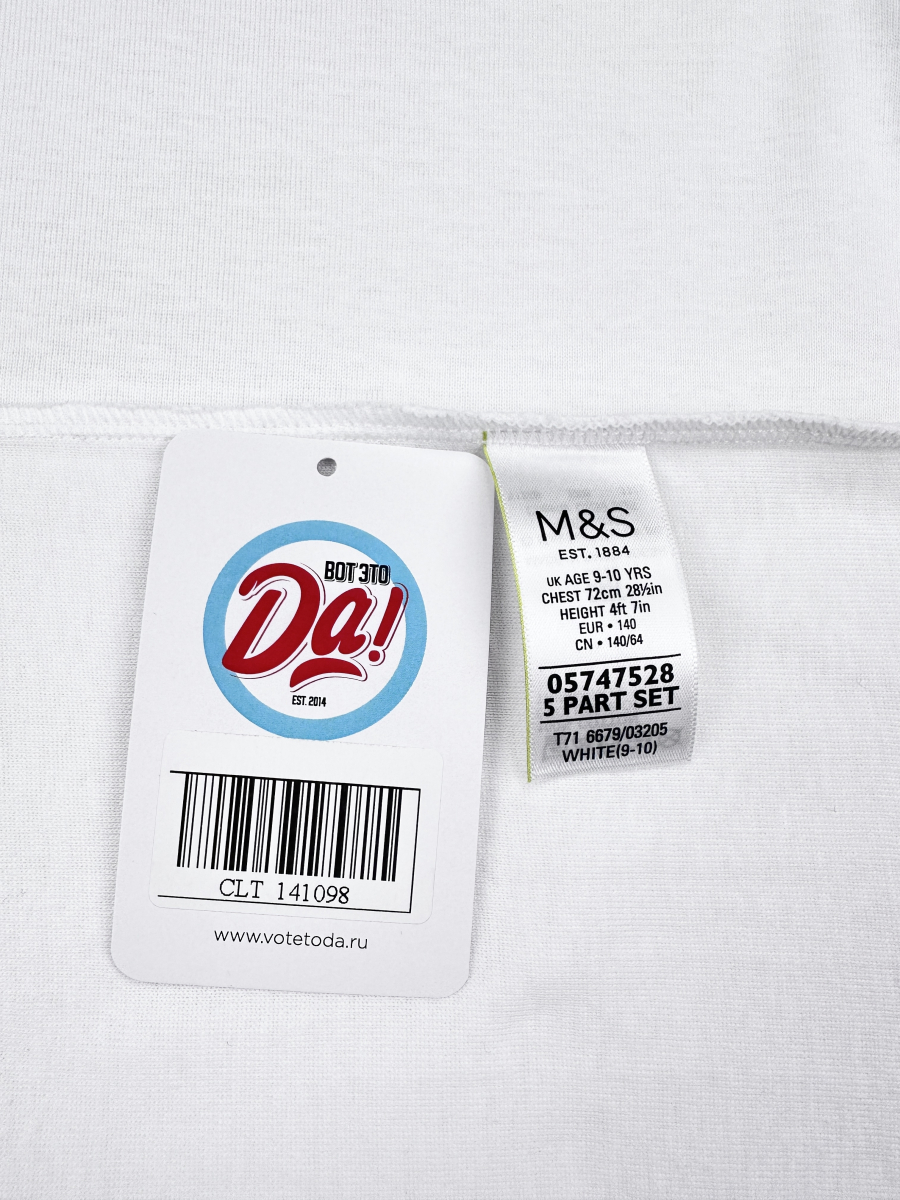 ВОТ ЭТО
Da!
EST. 2014
CLT 141098
www.votetoda.ru
M&S
EST. 1884
UK AGE 9-10 YRS
CHEST 72cm 28½in
HEIGHT 4ft 7in
EUR • 140
CN • 140/64
05747528
5 PART SET
T71 6679/03205
WHITE(9-10)